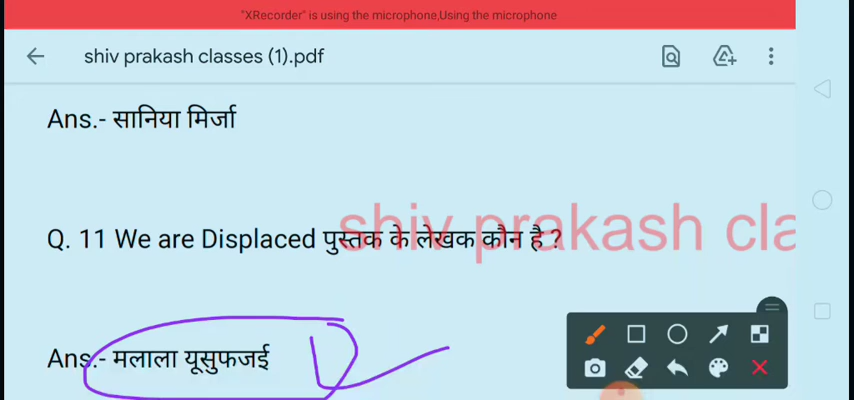 "XRecorder" is using the microphone,Using the microphone
shiv prakash classes (1).pdf
Ans.- सानिया मिर्जा
shiv prakash cla
Q. 11 We are Displaced पुस्तक के लेखक कौन है ?
Ans.- मलाला यूसुफजई